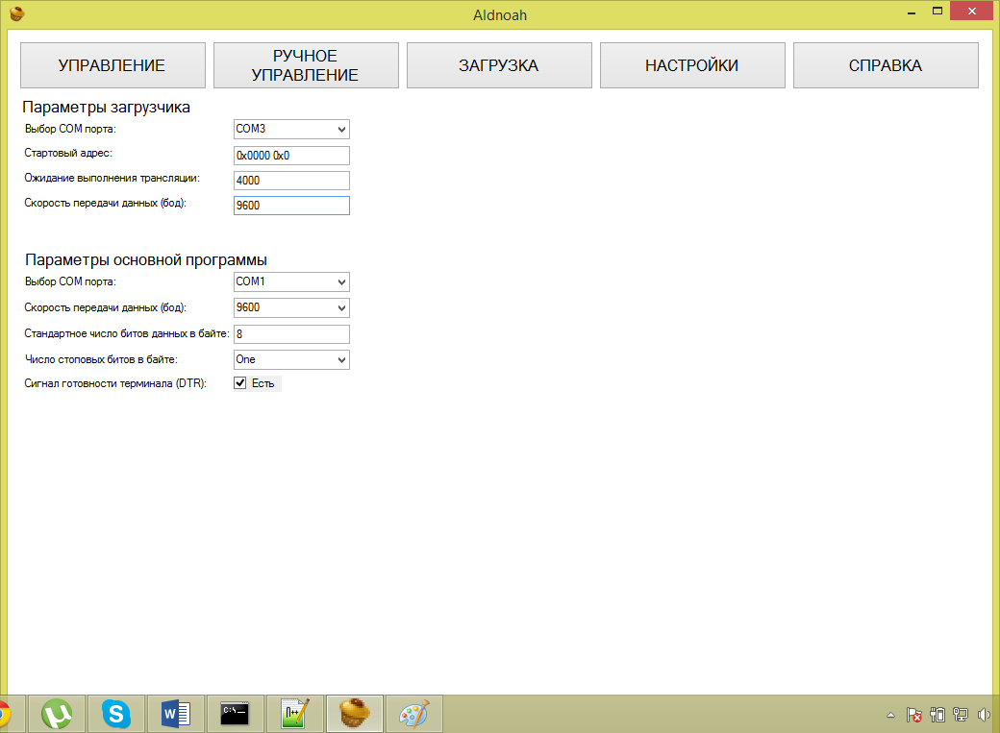 Aldnoah
УПРАВЛЕНИЕ
РУЧНОЕ
УПРАВЛЕНИЕ
ЗАГРУЗКА
НАСТРОЙКИ
СПРАВКА
Параметры загрузчика
Выбор COM порта: COM3
Стартовый адрес: 0x0000 0x0
Ожидание выполнения трансляции: 4000
Скорость передачи данных (бод): 9600
Параметры основной программы
Выбор COM порта: COM1
Скорость передачи данных (бод): 9600
Стандартное число битов данных в байте: 8
Число стоповых битов в байте: One
Сигнал готовности терминала (DTR): Есть